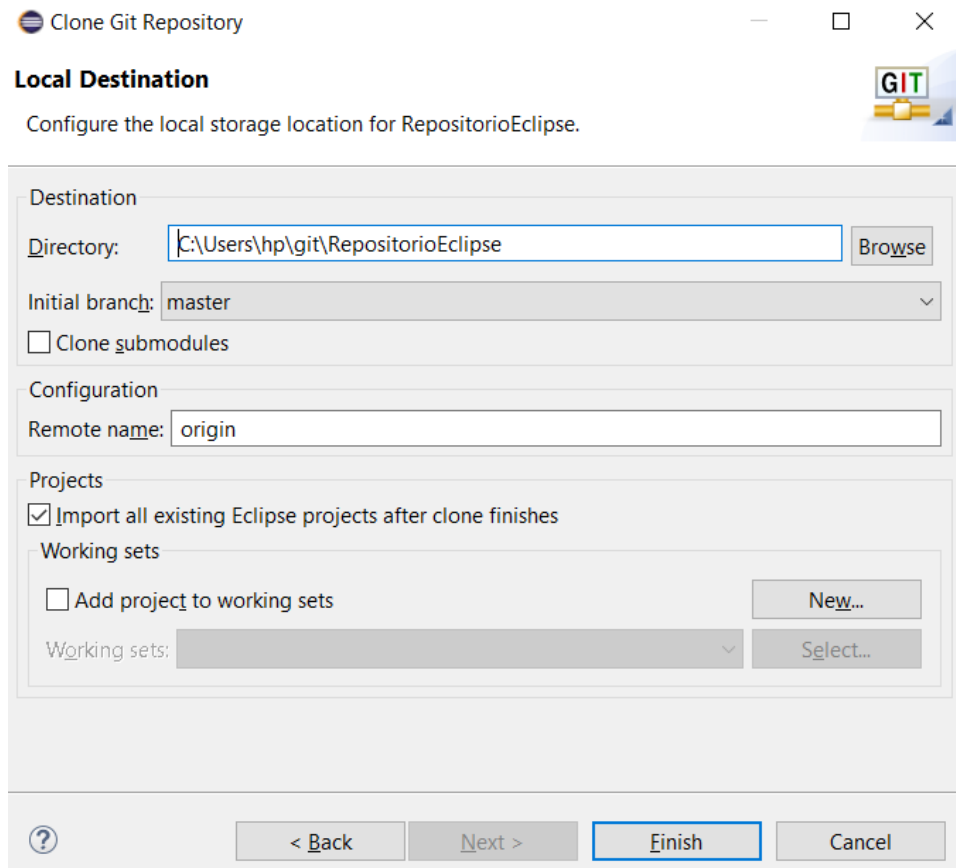 Clone Git Repository
Local Destination
GIT
Configure the local storage location for RepositorioEclipse.
Destination
Directory: C:\Users\hp\git\RepositorioEclipse Browse
Initial branch: master
Clone submodules
Configuration
Remote name: origin
Projects
Import all existing Eclipse projects after clone finishes
Working sets
Add project to working sets New...
Working sets: Select...
? < Back Next > Finish Cancel